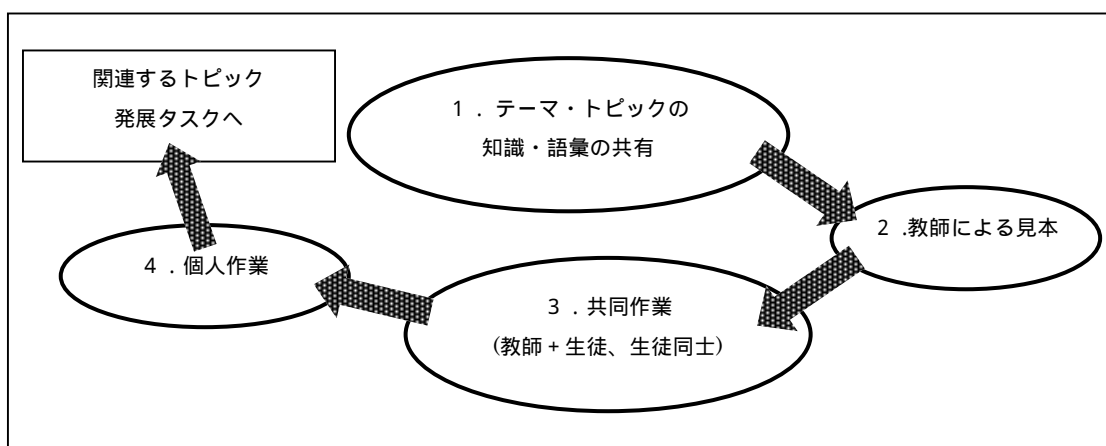 関連するトピック
発展タスクへ
１．テーマ・トピックの
知識・語彙の共有
２.教師による見本
３．共同作業
(教師+生徒、生徒同士)
４．個人作業